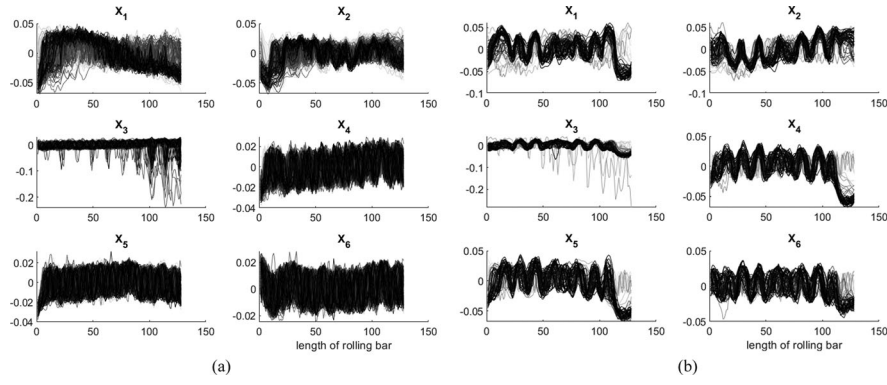 X1 X2 X1 X2
0.05 0.05 0.05 0.05
0 0 0 0
-0.05 -0.05 -0.05 -0.05
-0.1 -0.1
0 50 100 150 0 50 100 150 0 50 100 150 0 50 100 150
X3 X4 X3 X4
0 0.02 0 0.05
-0.1 0 -0.1 0
-0.2 -0.02 -0.2 -0.05
-0.04
0 50 100 150 0 50 100 150 0 50 100 150 0 50 100 150
X5 X6 X5 X6
0.02 0.02 0.05 0.05
0 0 0 0
-0.02 -0.02 -0.05 -0.05
-0.04
0 50 100 150 0 50 100 150 0 50 100 150 0 50 100 150
length of rolling bar length of rolling bar
(a) (b)